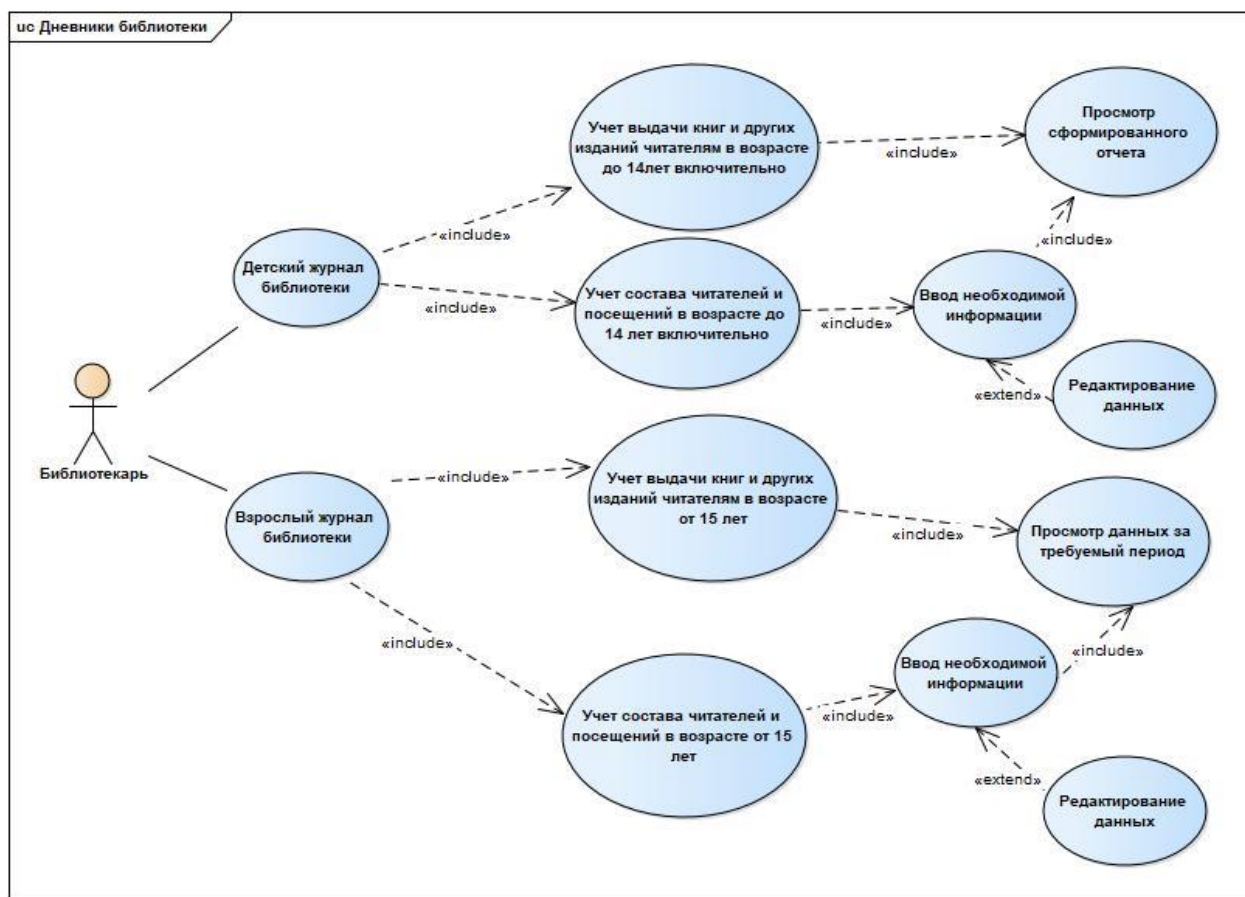 uc Дневники библиотеки
Учет выдачи книг и других
изданий читателям в возрасте
до 14лет включительно
«include»
Просмотр
сформированного
отчета
«include»
«include»
Детский журнал
библиотеки
«include»
Учет состава читателей и
посещений в возрасте до
14 лет включительно
«include»
Ввод необходимой
информации
«extend»
Редактирование
данных
Библиотекарь
Взрослый журнал
библиотеки
«include»
Учет выдачи книг и других
изданий читателям в возрасте
от 15 лет
«include»
Просмотр данных за
требуемый период
«include»
Учет состава читателей и
посещений в возрасте от 15
лет
«include»
Ввод необходимой
информации
«include»
«extend»
Редактирование
данных